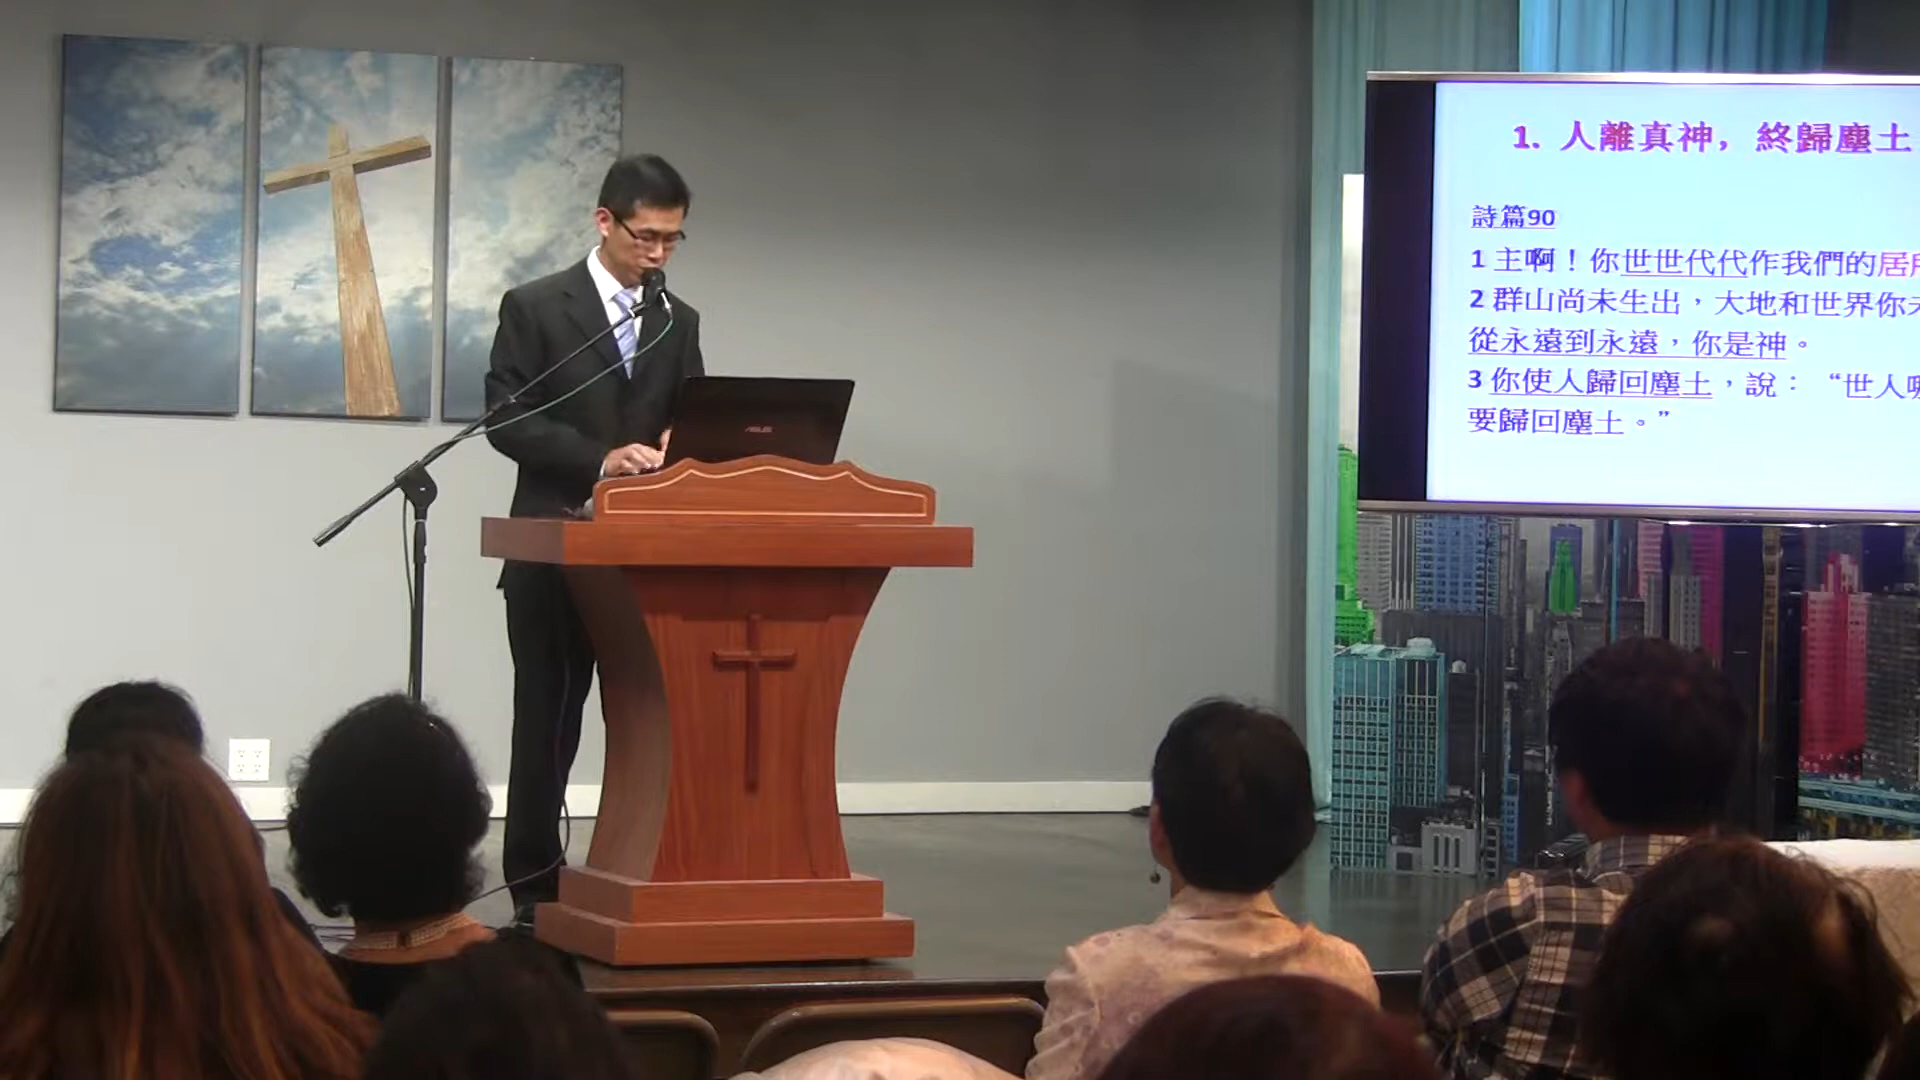 1. 人離真神，終歸塵土
詩篇90
1 主啊！你世世代代作我們的居
2 群山尚未生出，大地和世界你
從永遠到永遠，你是神。
3 你使人歸回塵土，說：“世人
要歸回塵土。”
ASUS